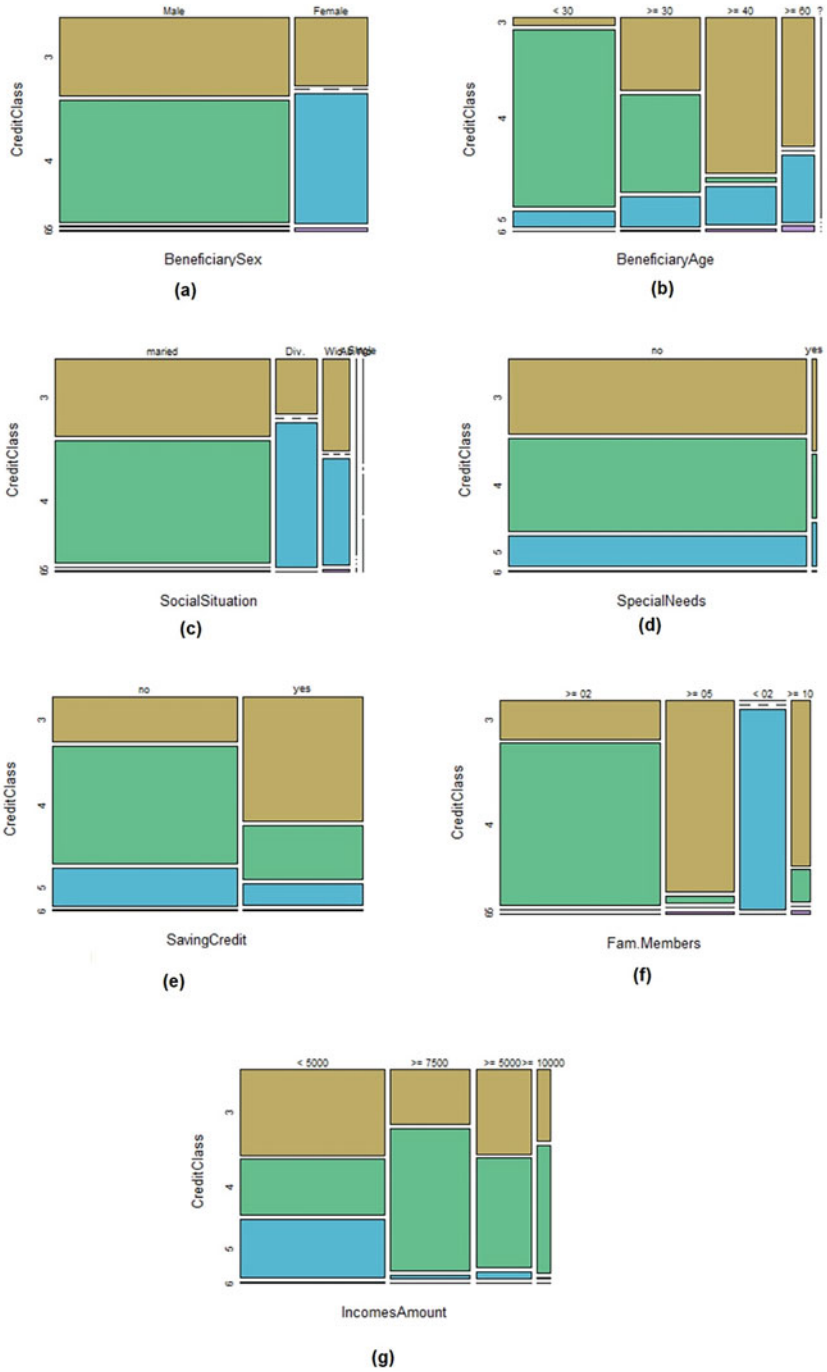 Male Female
3
4
65
CreditClass
BeneficiarySex
(a)
< 30 >= 30 >= 40 >= 60 ?
3
4
5
6
CreditClass
BeneficiaryAge
(b)
maried Div.
3
4
65
CreditClass
SocialSituation
(c)
no yes
3
4
5
6
CreditClass
SpecialNeeds
(d)
no yes
3
4
5
6
CreditClass
SavingCredit
(e)
>= 02 >= 05 < 02 >= 10
3
4
65
CreditClass
Fam.Members
(f)
< 5000 >= 7500 >= 5000 >= 10000
3
4
5
6
CreditClass
IncomesAmount
(g)